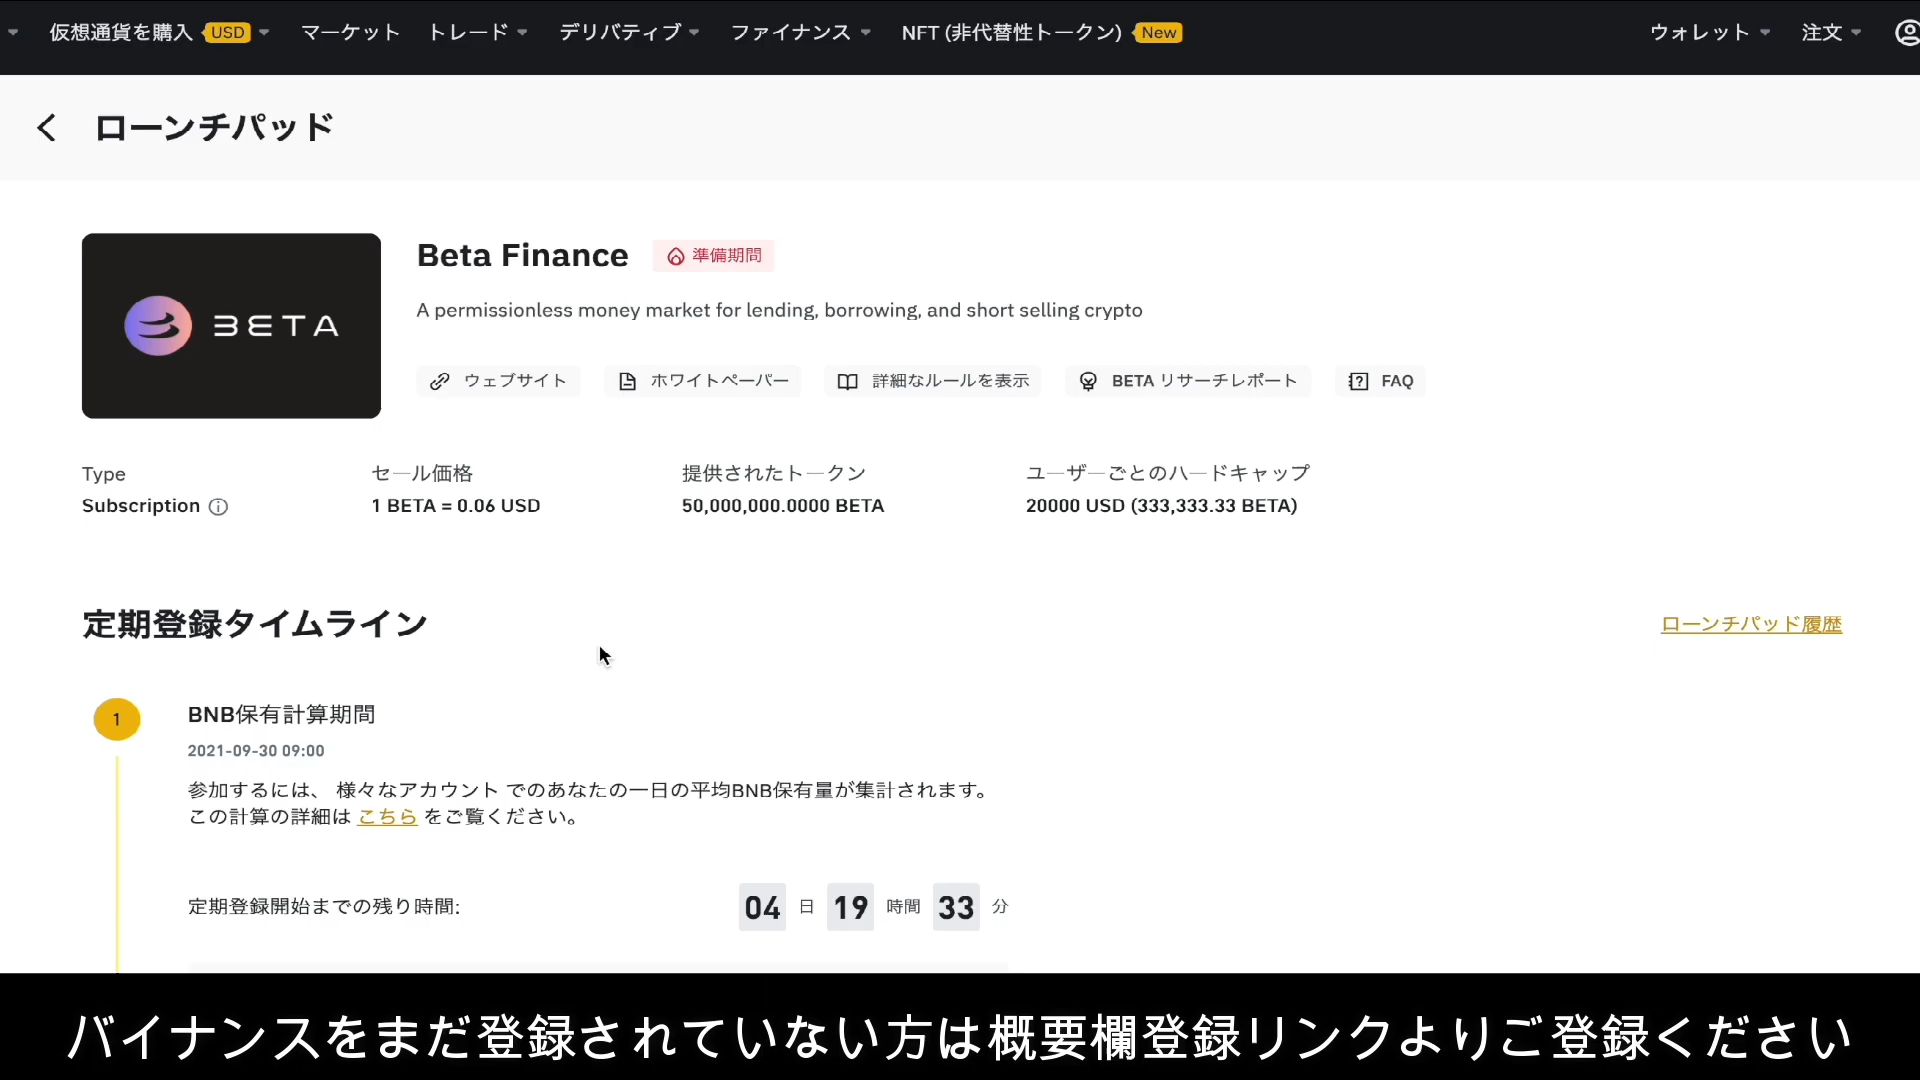 仮想通貨を購入 USD マーケット トレード デリバティブ ファイナンス NFT (非代替性トークン) New ウォレット 注文
ローンチパッド
BETA
Beta Finance 準備期間
A permissionless money market for lending, borrowing, and short selling crypto
ウェブサイト ホワイトペーパー 詳細なルールを表示 BETA リサーチレポート FAQ
Type セール価格 提供されたトークン ユーザーごとのハードキャップ
Subscription 1 BETA = 0.06 USD 50,000,000.0000 BETA 20000 USD (333,333.33 BETA)
定期登録タイムライン ローンチパッド履歴
1 BNB保有計算期間
2021-09-30 09:00
参加するには、 様々なアカウント でのあなたの一日の平均BNB保有量が集計されます。
この計算の詳細は こちら をご覧ください。
定期登録開始までの残り時間: 04 日 19 時間 33 分
バイナンスをまだ登録されていない方は概要欄登録リンクよりご登録ください